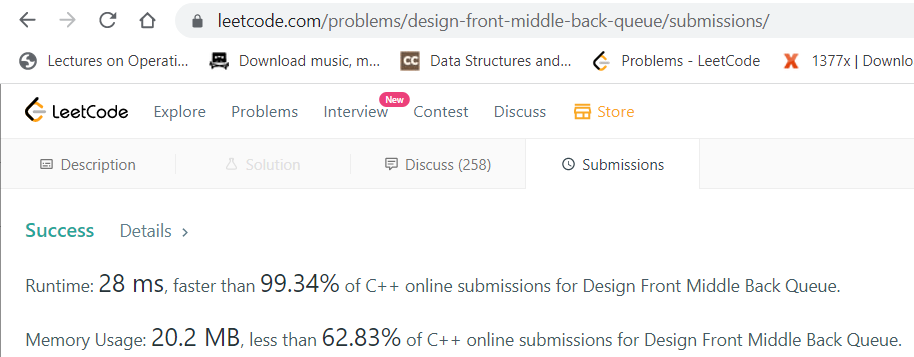 leetcode.com/problems/design-front-middle-back-queue/submissions/
Lectures on Operati... Download music, m... CC Data Structures and... Problems - LeetCode X 1377x | Downlo
LeetCode Explore Problems Interview New Contest Discuss Store
Description Solution Discuss (258) Submissions
Success Details >
Runtime: 28 ms, faster than 99.34% of C++ online submissions for Design Front Middle Back Queue.
Memory Usage: 20.2 MB, less than 62.83% of C++ online submissions for Design Front Middle Back Queue.